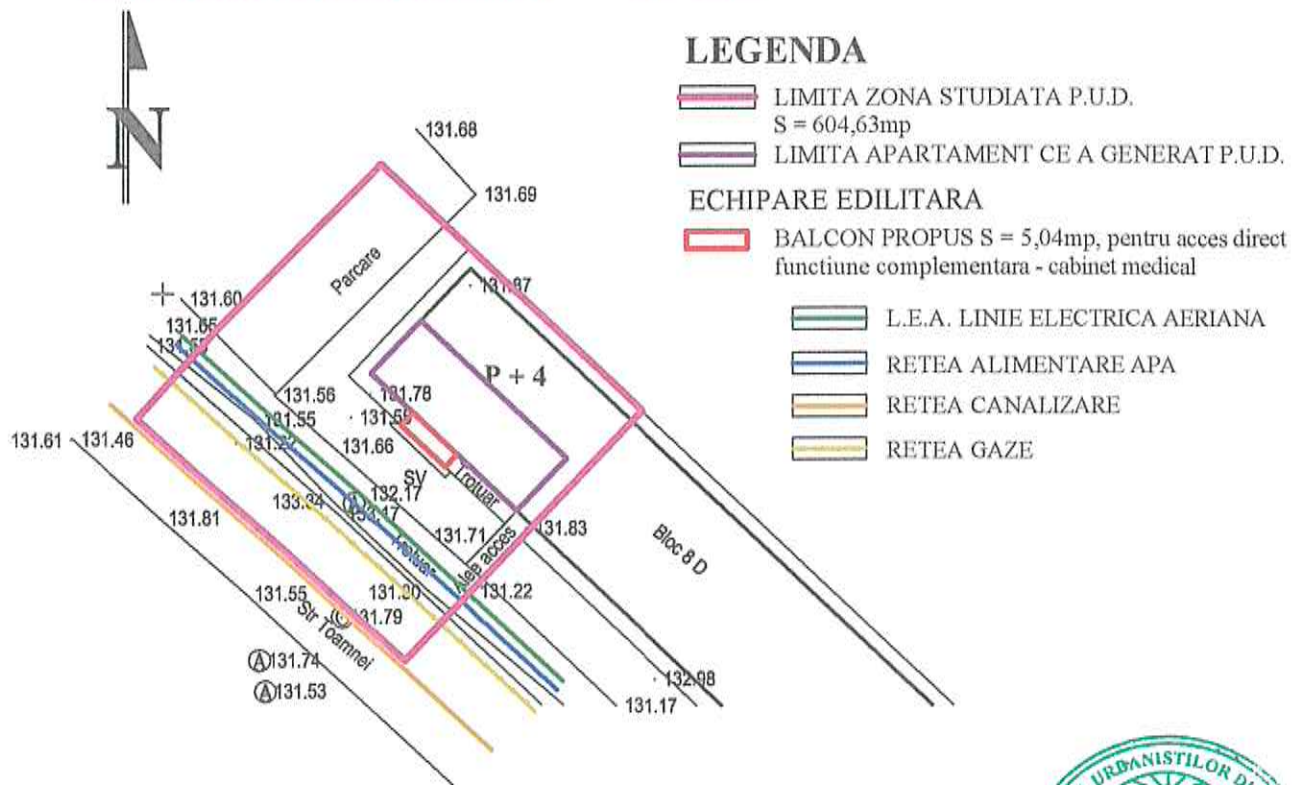 N
LEGENDA
LIMITA ZONA STUDIATA P.U.D.
S = 604,63mp
LIMITA APARTAMENT CE A GENERAT P.U.D.
ECHIPARE EDILITARA
BALCON PROPUS S = 5,04mp, pentru acces direct
functiune complementara - cabinet medical
L.E.A. LINIE ELECTRICA AERIANA
RETEA ALIMENTARE APA
RETEA CANALIZARE
RETEA GAZE
131.68
131.69
Parcare
131.87
131.60
131.65
P + 4
131.56
131.78
131.55
131.66
131.61
131.46
sv
Trotuar
132.17
131.81
131.71
131.83
Bloc 8 D
Trotuar
Alee acces
131.22
131.55
131.79
Str Toamnei
A 131.74
A 131.53
132.98
131.17
URBANISTILOR